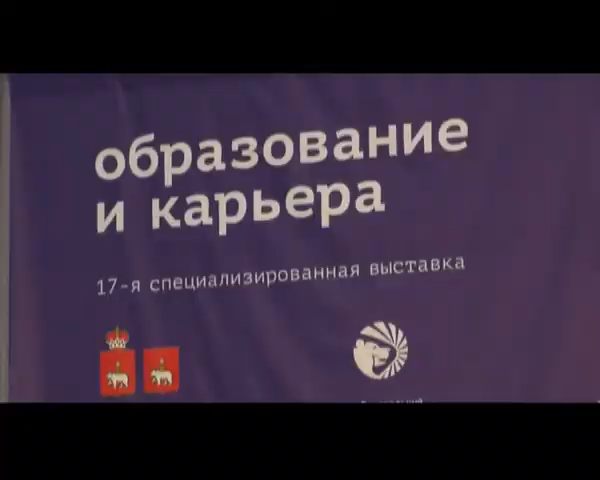 образование
и карьера
17-я специализированная выставка